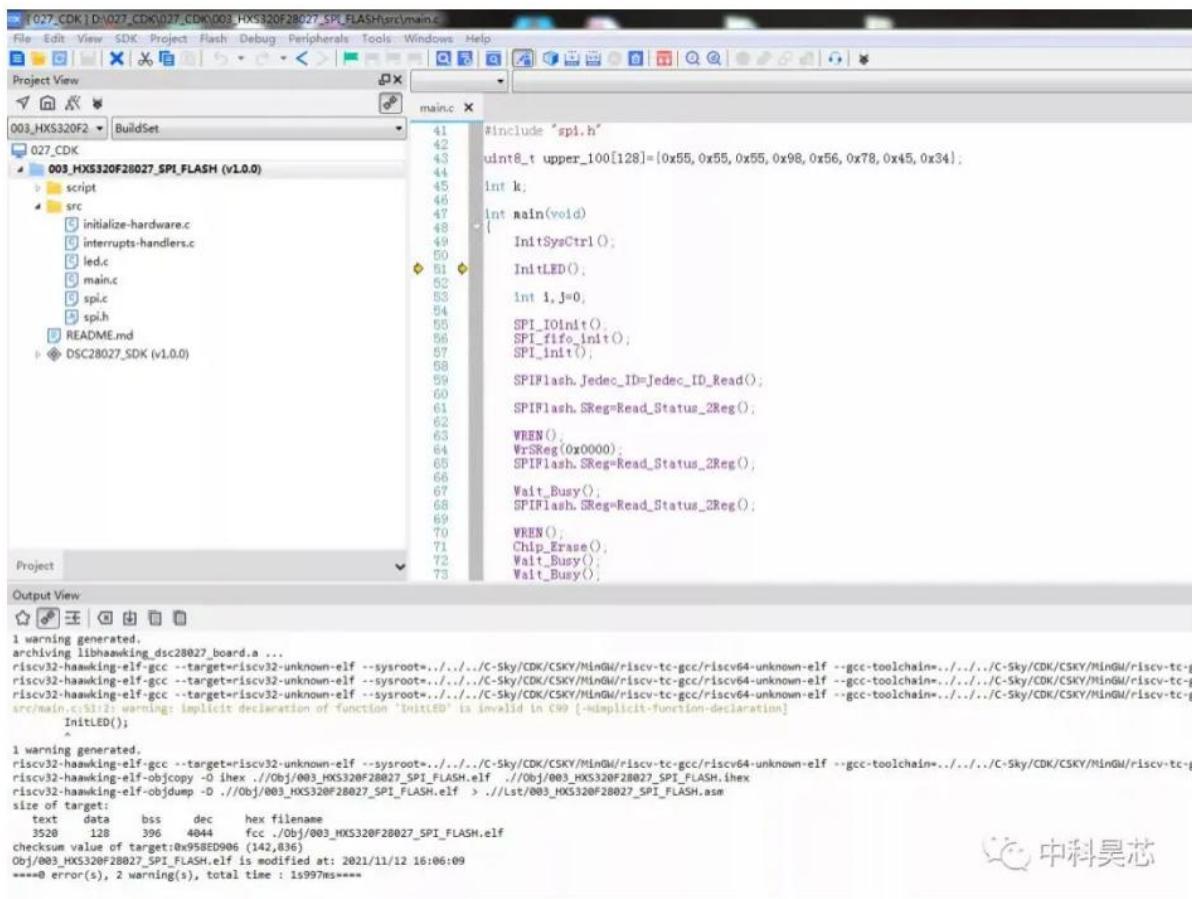 [ 027_CDK ] D:\027_CDK\027_CDK\003_HXS320F28027_SPI_FLASH\src\main.c
File Edit View SDK Project Flash Debug Peripherals Tools Windows Help
Project View
main.c
003_HXS320F2 BuildSet
027_CDK
003_HXS320F28027_SPI_FLASH (v1.0.0)
script
src
initialize-hardware.c
interrupts-handlers.c
led.c
main.c
spi.c
spi.h
README.md
DSC28027_SDK (v1.0.0)
Project
41 #include "spi.h"
42
43 uint8_t upper_100[128]={0x55, 0x55, 0x55, 0x98, 0x56, 0x78, 0x45, 0x34};
44
45 int k;
46
47 int main(void)
48 {
49 InitSysCtrl();
50
51 InitLED();
52
53 int i, j=0;
54
55 SPI_IOinit();
56 SPI_fifo_init();
57 SPI_init();
58
59 SPIFlash.Jedec_ID=Jedec_ID_Read();
60
61 SPIFlash.SReg=Read_Status_2Reg();
62
63 WREN();
64 WrSReg(0x0000);
65 SPIFlash.SReg=Read_Status_2Reg();
66
67 Wait_Busy();
68 SPIFlash.SReg=Read_Status_2Reg();
69
70 WREN();
71 Chip_Erase();
72 Wait_Busy();
73 Wait_Busy();
Output View
1 warning generated.
archiving libhaawking_dsc28027_board.a ...
riscv32-haawking-elf-gcc --target=riscv32-unknown-elf --sysroot=../../../C-Sky/CDK/CSKY/MinGW/riscv-tc-gcc/riscv64-unknown-elf --gcc-toolchain=../../../C-Sky/CDK/CSKY/MinGW/riscv-tc-g
riscv32-haawking-elf-gcc --target=riscv32-unknown-elf --sysroot=../../../C-Sky/CDK/CSKY/MinGW/riscv-tc-gcc/riscv64-unknown-elf --gcc-toolchain=../../../C-Sky/CDK/CSKY/MinGW/riscv-tc-g
riscv32-haawking-elf-gcc --target=riscv32-unknown-elf --sysroot=../../../C-Sky/CDK/CSKY/MinGW/riscv-tc-gcc/riscv64-unknown-elf --gcc-toolchain=../../../C-Sky/CDK/CSKY/MinGW/riscv-tc-g
src/main.c:51:2: warning: implicit declaration of function 'InitLED' is invalid in C99 [-Wimplicit-function-declaration]
InitLED();
^
1 warning generated.
riscv32-haawking-elf-gcc --target=riscv32-unknown-elf --sysroot=../../../C-Sky/CDK/CSKY/MinGW/riscv-tc-gcc/riscv64-unknown-elf --gcc-toolchain=../../../C-Sky/CDK/CSKY/MinGW/riscv-tc-g
riscv32-haawking-elf-objcopy -O ihex .//Obj/003_HXS320F28027_SPI_FLASH.elf .//Obj/003_HXS320F28027_SPI_FLASH.ihex
riscv32-haawking-elf-objdump -D .//Obj/003_HXS320F28027_SPI_FLASH.elf > .//Lst/003_HXS320F28027_SPI_FLASH.asm
size of target:
text data bss dec hex filename
3520 128 396 4044 fcc ./Obj/003_HXS320F28027_SPI_FLASH.elf
checksum value of target:0x958ED906 (142,836)
Obj/003_HXS320F28027_SPI_FLASH.elf is modified at: 2021/11/12 16:06:09
====0 error(s), 2 warning(s), total time : 1s997ms====
中科昊芯